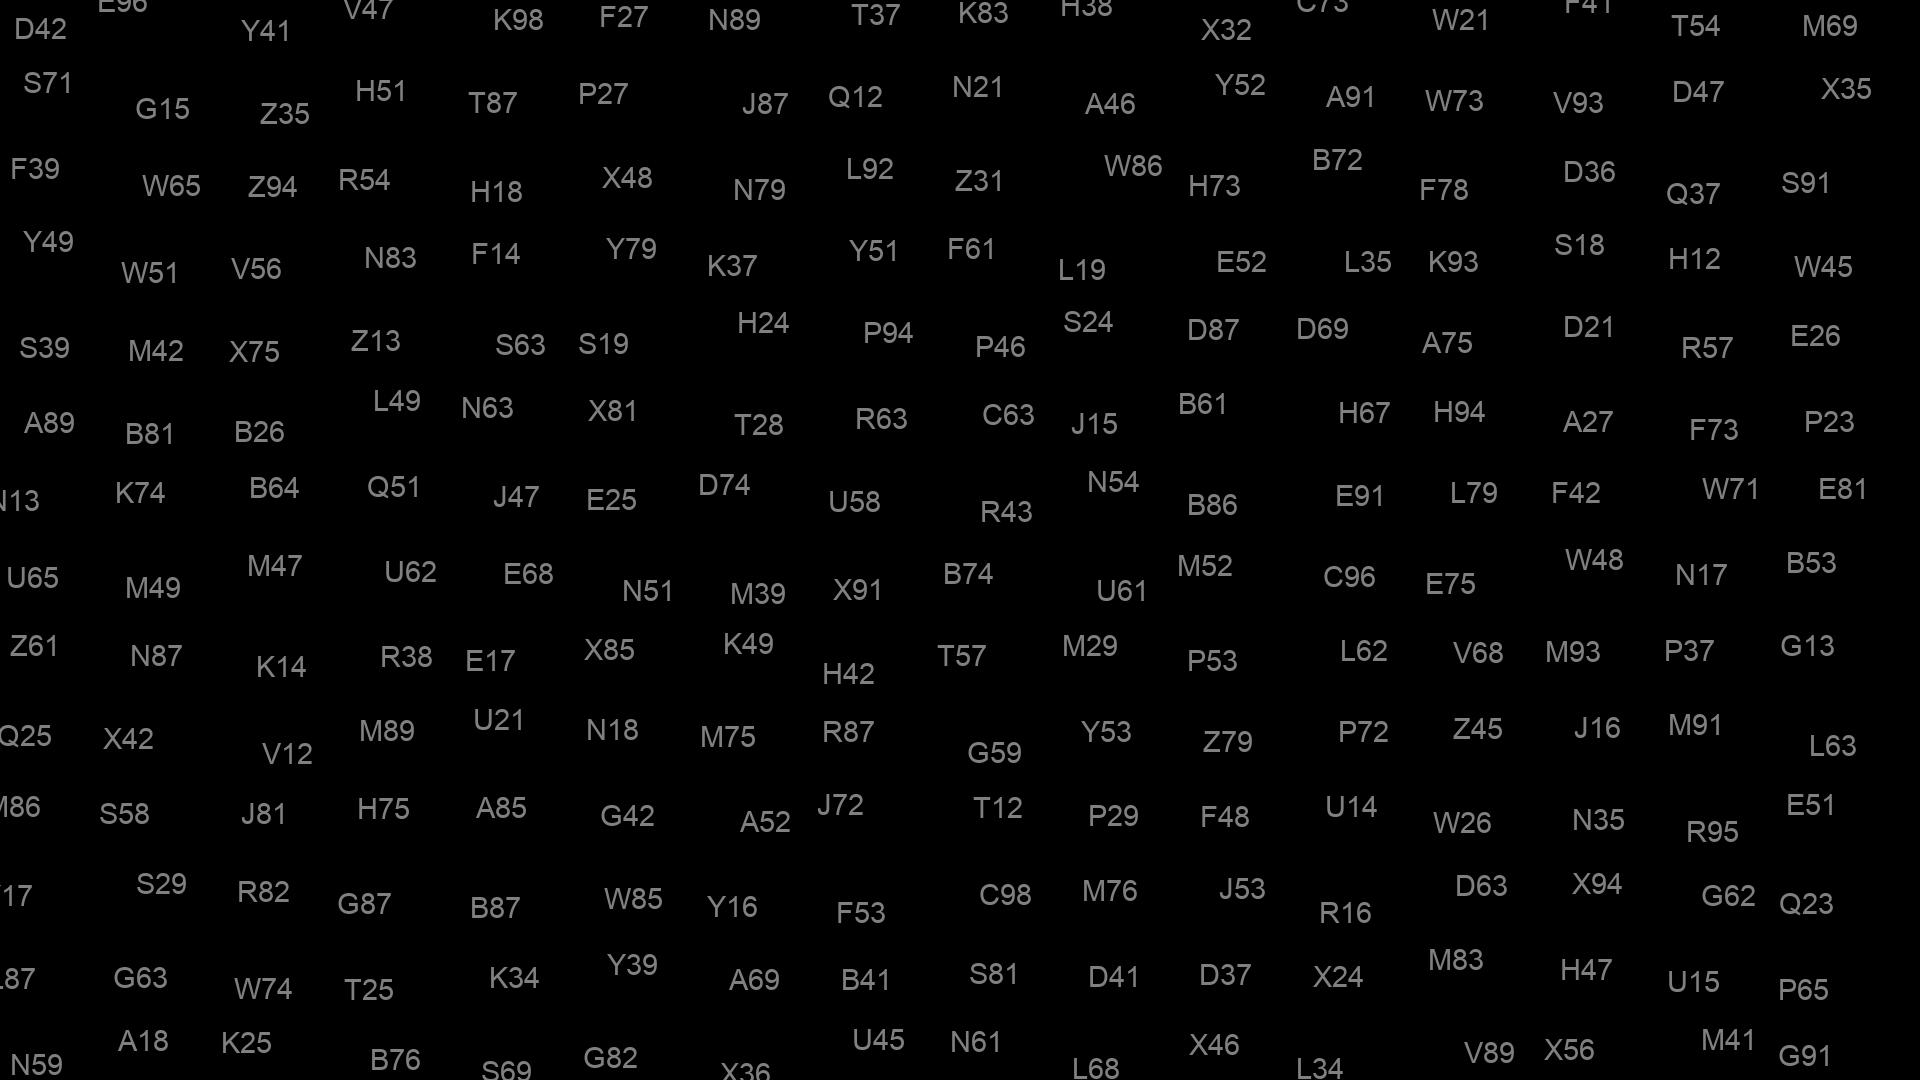 D42 E96 Y41 V47 K98 F27 N89 T37 K83 H38 X32 C73 W21 F41 T54 M69
S71 G15 Z35 H51 T87 P27 J87 Q12 N21 A46 Y52 A91 W73 V93 D47 X35
F39 W65 Z94 R54 H18 X48 N79 L92 Z31 W86 H73 B72 F78 D36 Q37 S91
Y49 W51 V56 N83 F14 Y79 K37 Y51 F61 L19 E52 L35 K93 S18 H12 W45
S39 M42 X75 Z13 S63 S19 H24 P94 P46 S24 D87 D69 A75 D21 R57 E26
A89 B81 B26 L49 N63 X81 T28 R63 C63 J15 B61 H67 H94 A27 F73 P23
N13 K74 B64 Q51 J47 E25 D74 U58 R43 N54 B86 E91 L79 F42 W71 E81
U65 M49 M47 U62 E68 N51 M39 X91 B74 U61 M52 C96 E75 W48 N17 B53
Z61 N87 K14 R38 E17 X85 K49 H42 T57 M29 P53 L62 V68 M93 P37 G13
Q25 X42 V12 M89 U21 N18 M75 R87 G59 Y53 Z79 P72 Z45 J16 M91 L63
M86 S58 J81 H75 A85 G42 A52 J72 T12 P29 F48 U14 W26 N35 R95 E51
17 S29 R82 G87 B87 W85 Y16 F53 C98 M76 J53 R16 D63 X94 G62 Q23
87 G63 W74 T25 K34 Y39 A69 B41 S81 D41 D37 X24 M83 H47 U15 P65
N59 A18 K25 B76 S69 G82 X36 U45 N61 L68 X46 L34 V89 X56 M41 G91